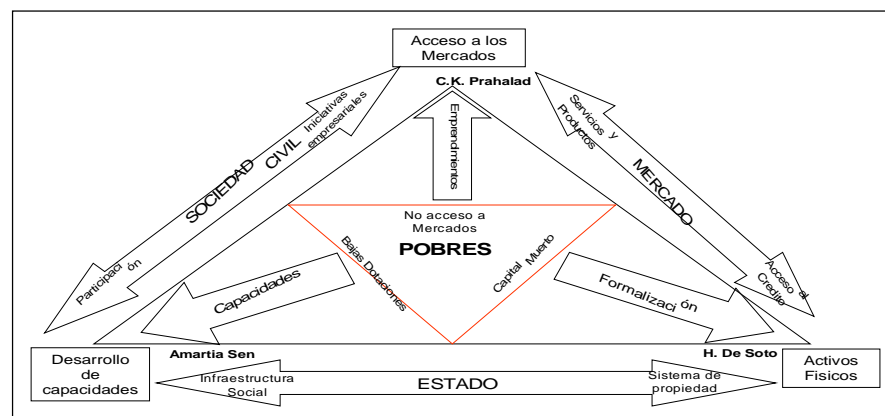 Acceso a los
Mercados
C.K. Prahalad
Iniciativas
empresariales
SOCIEDAD
CIVIL
Participaci ón
Emprendimientos
Servicios y
Productos
MERCADO
Acceso al
Credito
No acceso a
Mercados
POBRES
Bajas Dotaciones
Capital
Muerto
Capacidades
Formalizaci ón
Amartia Sen
H. De Soto
Desarrollo
de
capacidades
Infraestructura
Social
ESTADO
Sistema de
propiedad
Activos
Fisicos